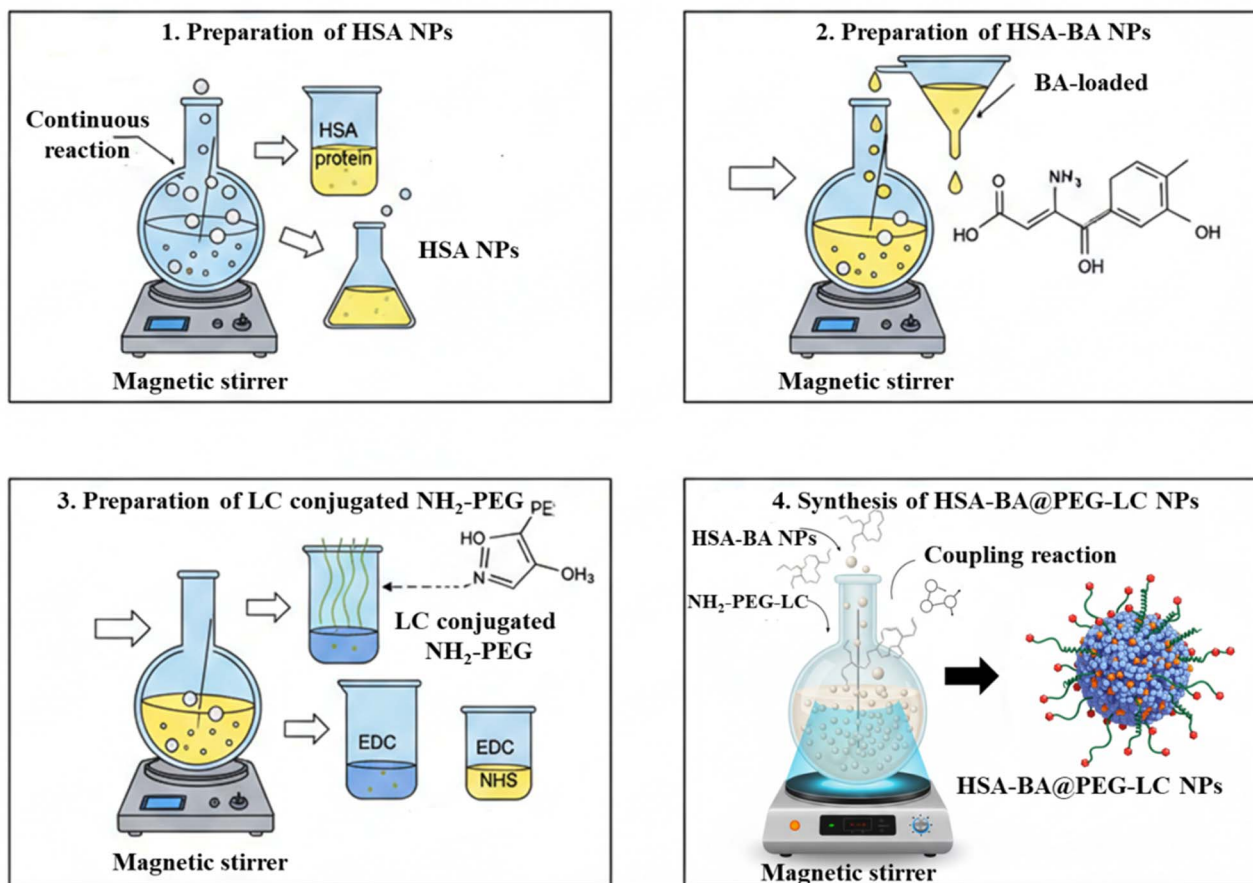 1. Preparation of HSA NPs
Continuous
reaction
HSA
protein
HSA NPs
Magnetic stirrer
2. Preparation of HSA-BA NPs
BA-loaded
O
NH₃
HO
OH
OH
Magnetic stirrer
3. Preparation of LC conjugated NH₂-PEG
PE
HO
N
OH₃
LC conjugated
NH₂-PEG
EDC
EDC
NHS
Magnetic stirrer
4. Synthesis of HSA-BA@PEG-LC NPs
HSA-BA NPs
Coupling reaction
NH₂-PEG-LC
HSA-BA@PEG-LC NPs
Magnetic stirrer